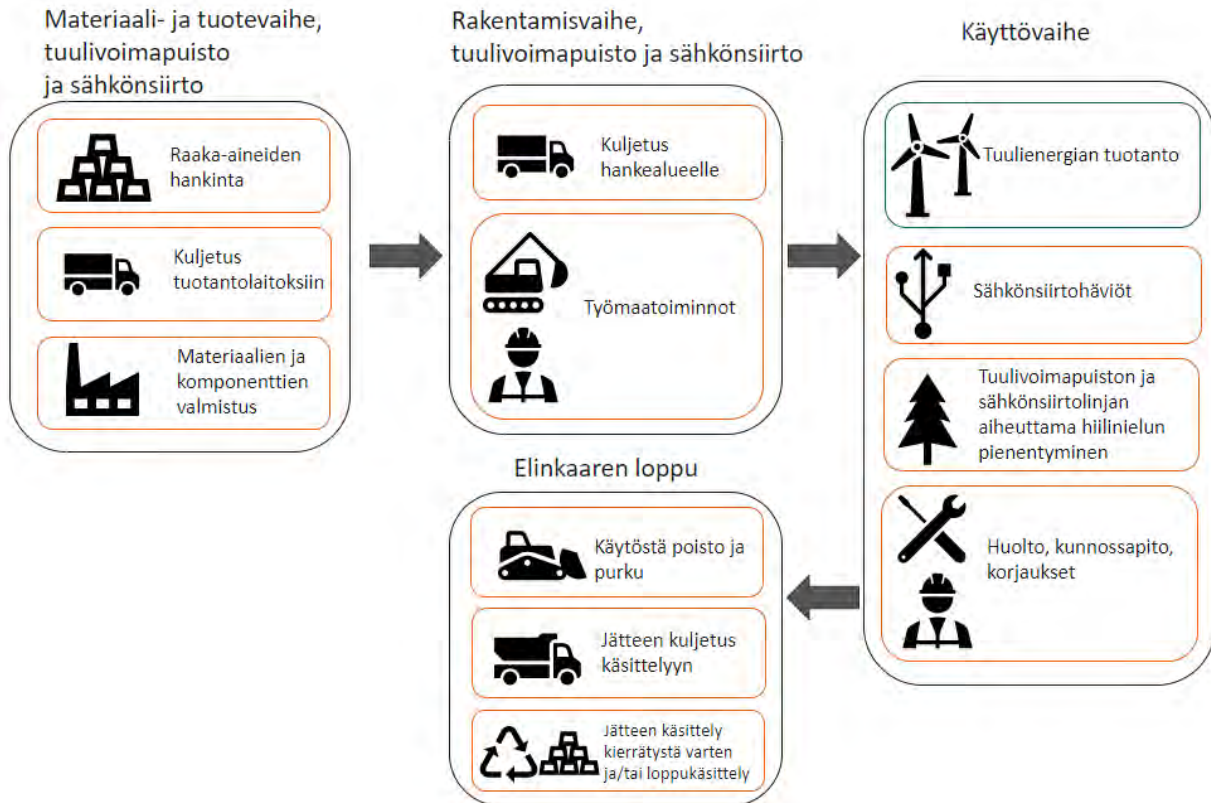 Materiaali- ja tuotevaihe,
tuulivoimapuisto
ja sähkönsiirto
Raaka-aineiden
hankinta
Kuljetus
tuotantolaitoksiin
Materiaalien ja
komponenttien
valmistus
Rakentamisvaihe,
tuulivoimapuisto ja sähkönsiirto
Kuljetus
hankealueelle
Työmaatoiminnot
Käyttövaihe
Tuulienergian tuotanto
Sähkönsiirtohäviöt
Tuulivoimapuiston ja
sähkönsiirtolinjan
aiheuttama hiilinielun
pienentyminen
Huolto, kunnossapito,
korjaukset
Elinkaaren loppu
Käytöstä poisto ja
purku
Jätteen kuljetus
käsittelyyn
Jätteen käsittely
kierrätystä varten
ja/tai loppukäsittely